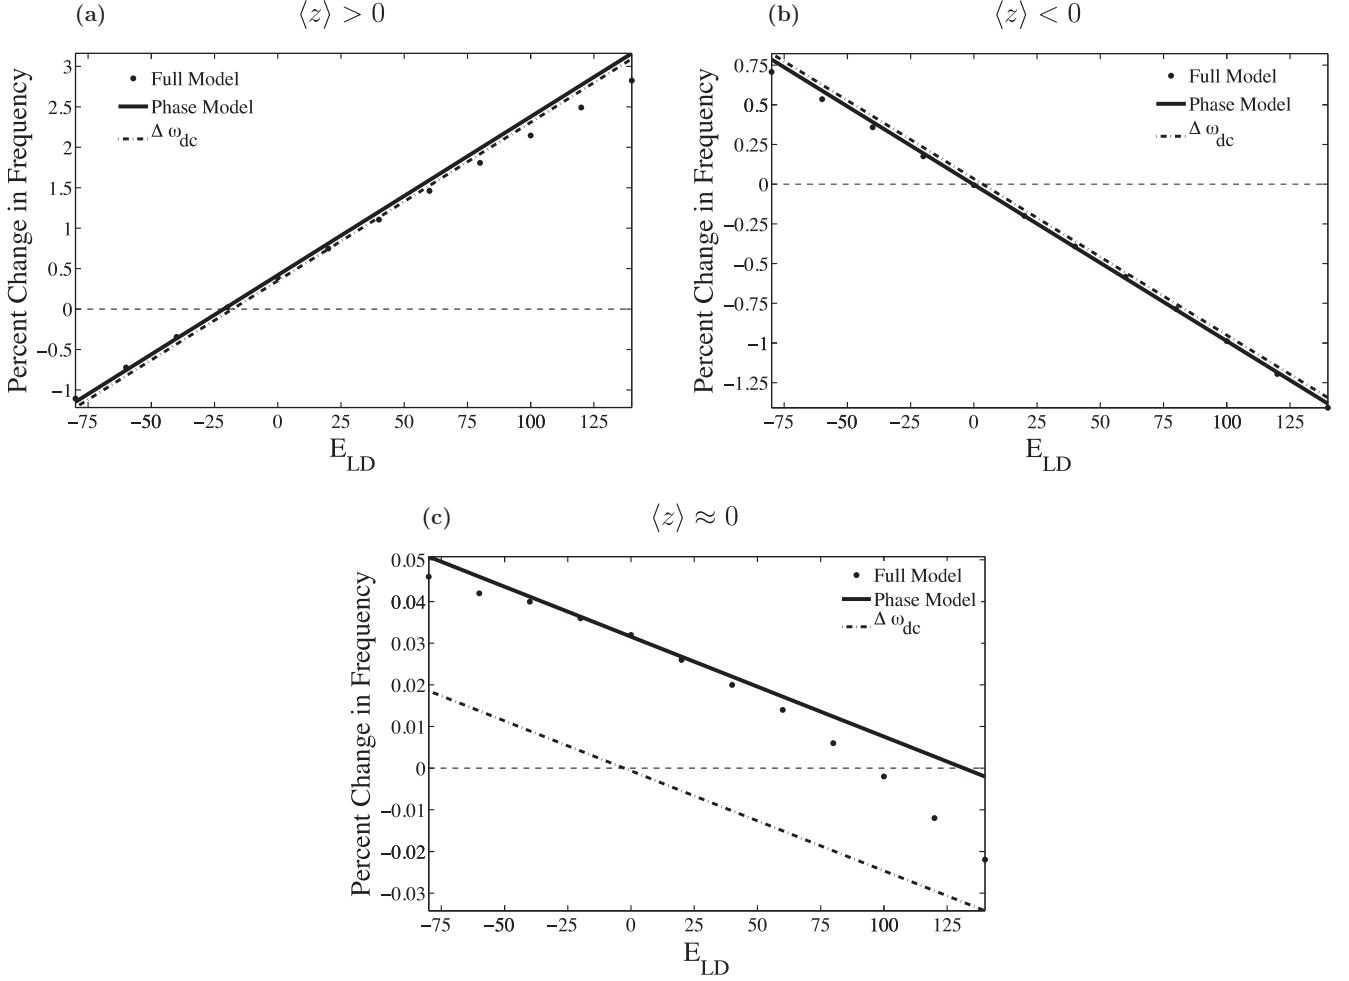 (a) ⟨z⟩ > 0
Percent Change in Frequency
3
2.5
2
1.5
1
0.5
0
−0.5
−1
Full Model
Phase Model
Δ ω_dc
−75 −50 −25 0 25 50 75 100 125
E_LD
(b) ⟨z⟩ < 0
Percent Change in Frequency
0.75
0.5
0.25
0
−0.25
−0.5
−0.75
−1
−1.25
Full Model
Phase Model
Δ ω_dc
−75 −50 −25 0 25 50 75 100 125
E_LD
(c) ⟨z⟩ ≈ 0
Percent Change in Frequency
0.05
0.04
0.03
0.02
0.01
0
−0.01
−0.02
−0.03
Full Model
Phase Model
Δ ω_dc
−75 −50 −25 0 25 50 75 100 125
E_LD